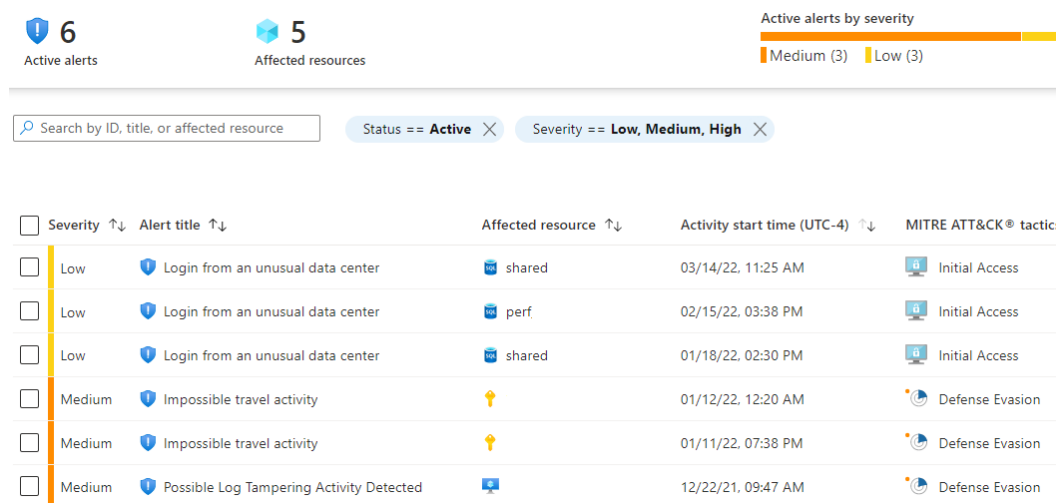 6
Active alerts
5
Affected resources
Active alerts by severity
Medium (3) Low (3)
Search by ID, title, or affected resource
Status == Active
Severity == Low, Medium, High
Severity ↑↓ Alert title ↑↓ Affected resource ↑↓ Activity start time (UTC-4) ↑↓ MITRE ATT&CK® tactics
Low Login from an unusual data center SQL shared 03/14/22, 11:25 AM Initial Access
Low Login from an unusual data center SQL perf 02/15/22, 03:38 PM Initial Access
Low Login from an unusual data center SQL shared 01/18/22, 02:30 PM Initial Access
Medium Impossible travel activity 01/12/22, 12:20 AM Defense Evasion
Medium Impossible travel activity 01/11/22, 07:38 PM Defense Evasion
Medium Possible Log Tampering Activity Detected 12/22/21, 09:47 AM Defense Evasion